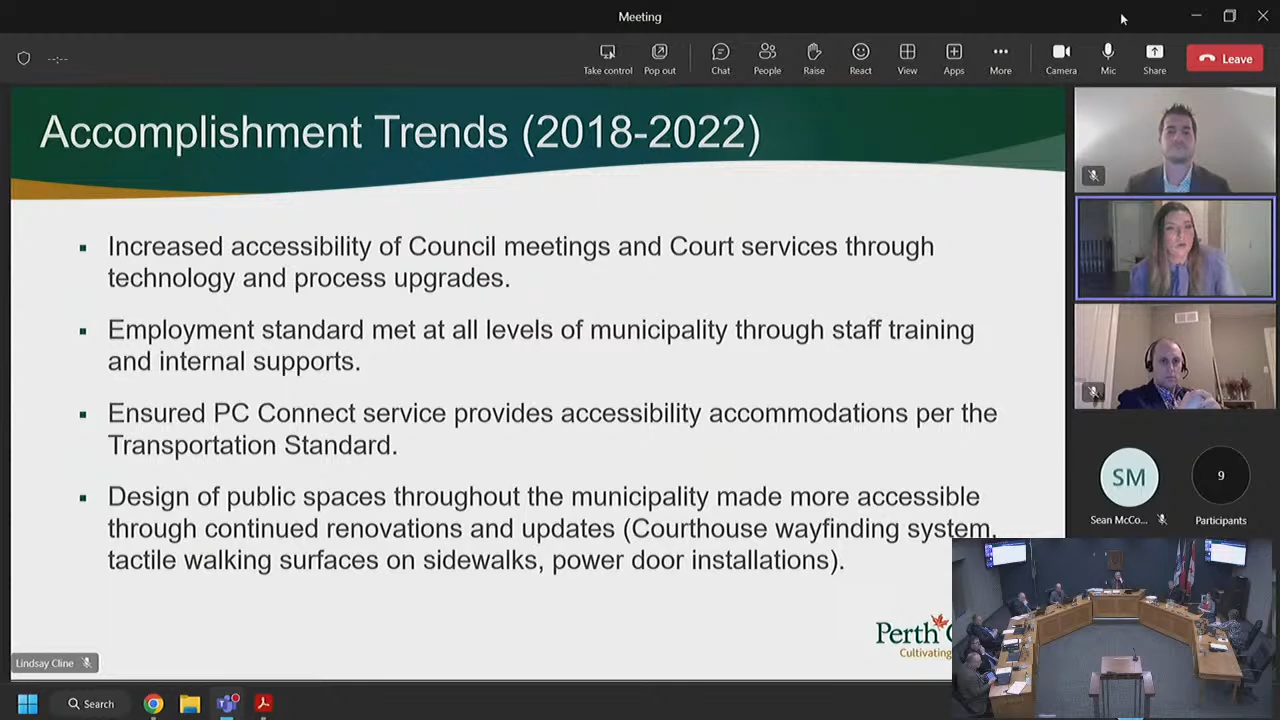 Meeting
--:--
Take control
Pop out
Chat
People
Raise
React
View
Apps
More
Camera
Mic
Share
Leave
Accomplishment Trends (2018-2022)
Increased accessibility of Council meetings and Court services through
technology and process upgrades.
Employment standard met at all levels of municipality through staff training
and internal supports.
Ensured PC Connect service provides accessibility accommodations per the
Transportation Standard.
Design of public spaces throughout the municipality made more accessible
through continued renovations and updates (Courthouse wayfinding system,
tactile walking surfaces on sidewalks, power door installations).
Perth
Cultivating
SM
Sean McCo...
9
Participants
Lindsay Cline
Search